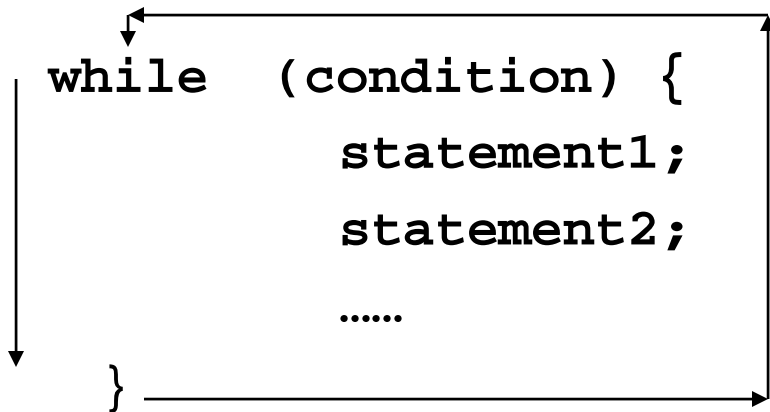 while (condition) {
statement1;
statement2;
……
}